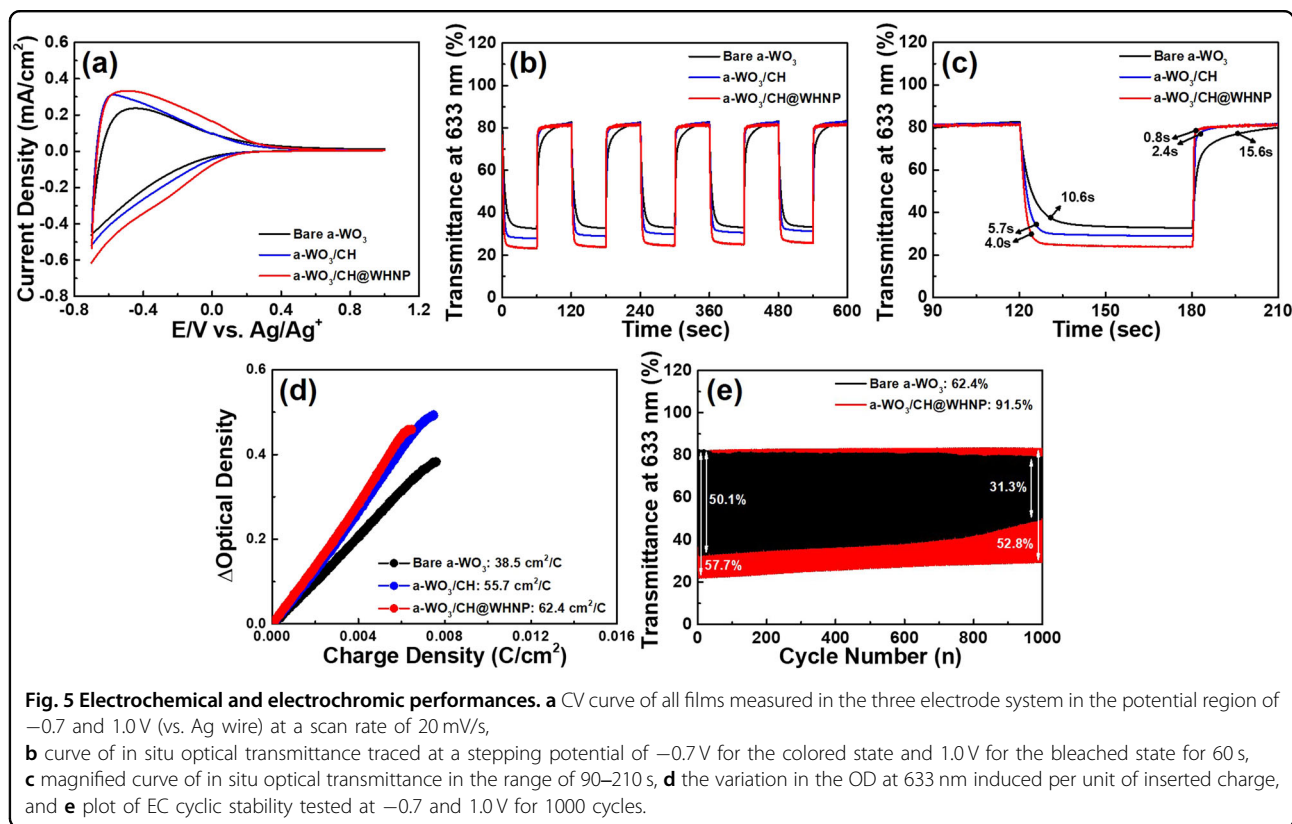 (a)
Current Density (mA/cm²)
0.6
0.4
0.2
0.0
-0.2
-0.4
-0.6
-0.8
-0.8 -0.4 0.0 0.4 0.8 1.2
E/V vs. Ag/Ag⁺
Bare a-WO₃
a-WO₃/CH
a-WO₃/CH@WHNP
(b)
Transmittance at 633 nm (%)
120
100
80
60
40
20
0
0 120 240 360 480 600
Time (sec)
Bare a-WO₃
a-WO₃/CH
a-WO₃/CH@WHNP
(c)
Transmittance at 633 nm (%)
120
100
80
60
40
20
0
90 120 150 180 210
Time (sec)
Bare a-WO₃
a-WO₃/CH
a-WO₃/CH@WHNP
0.8s
2.4s
15.6s
10.6s
5.7s
4.0s
(d)
ΔOptical Density
0.6
0.4
0.2
0.0
0.000 0.004 0.008 0.012 0.016
Charge Density (C/cm²)
Bare a-WO₃: 38.5 cm²/C
a-WO₃/CH: 55.7 cm²/C
a-WO₃/CH@WHNP: 62.4 cm²/C
(e)
Transmittance at 633 nm (%)
120
100
80
60
40
20
0
0 200 400 600 800 1000
Cycle Number (n)
Bare a-WO₃: 62.4%
a-WO₃/CH@WHNP: 91.5%
50.1%
57.7%
31.3%
52.8%
Fig. 5 Electrochemical and electrochromic performances. a CV curve of all films measured in the three electrode system in the potential region of
−0.7 and 1.0 V (vs. Ag wire) at a scan rate of 20 mV/s,
b curve of in situ optical transmittance traced at a stepping potential of −0.7 V for the colored state and 1.0 V for the bleached state for 60 s,
c magnified curve of in situ optical transmittance in the range of 90–210 s, d the variation in the OD at 633 nm induced per unit of inserted charge,
and e plot of EC cyclic stability tested at −0.7 and 1.0 V for 1000 cycles.